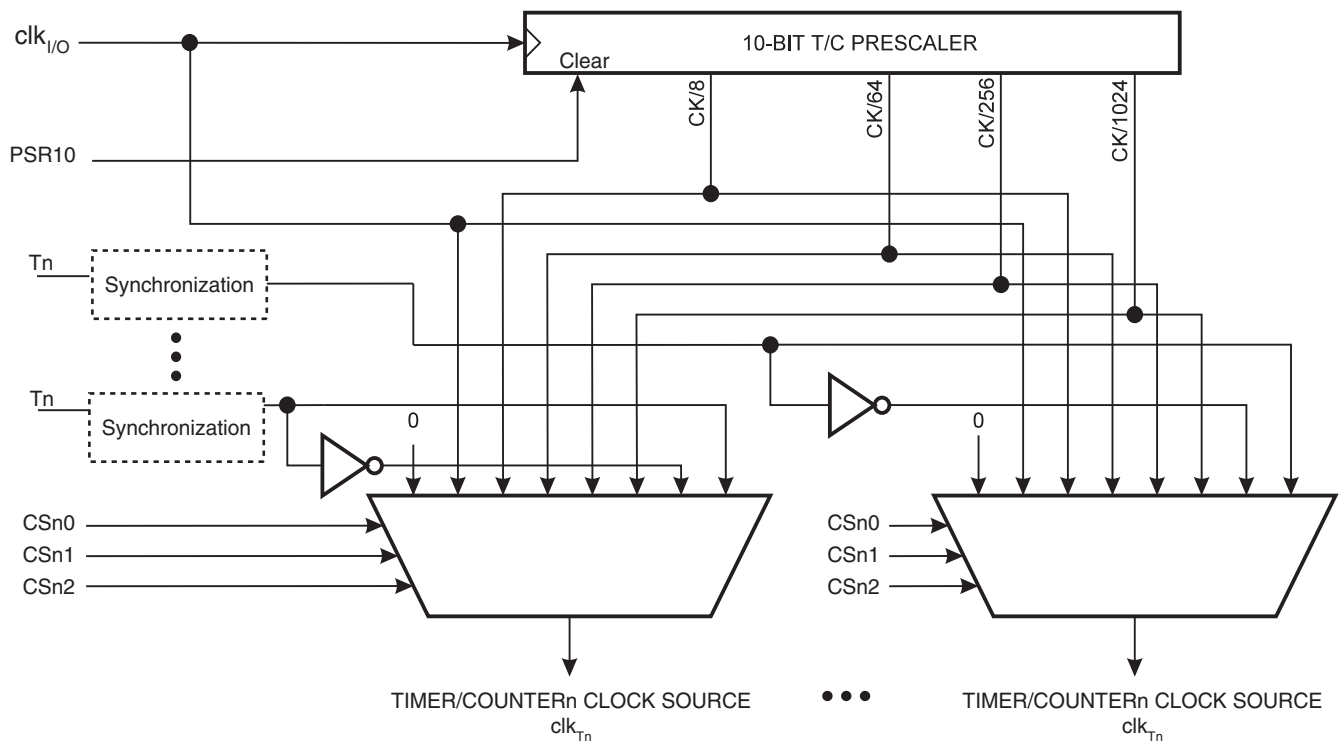 clkI/O
10-BIT T/C PRESCALER
Clear
CK/8
CK/64
CK/256
CK/1024
PSR10
Tn
Synchronization
Tn
Synchronization
0
0
CSn0
CSn1
CSn2
CSn0
CSn1
CSn2
TIMER/COUNTERn CLOCK SOURCE
clkTn
TIMER/COUNTERn CLOCK SOURCE
clkTn